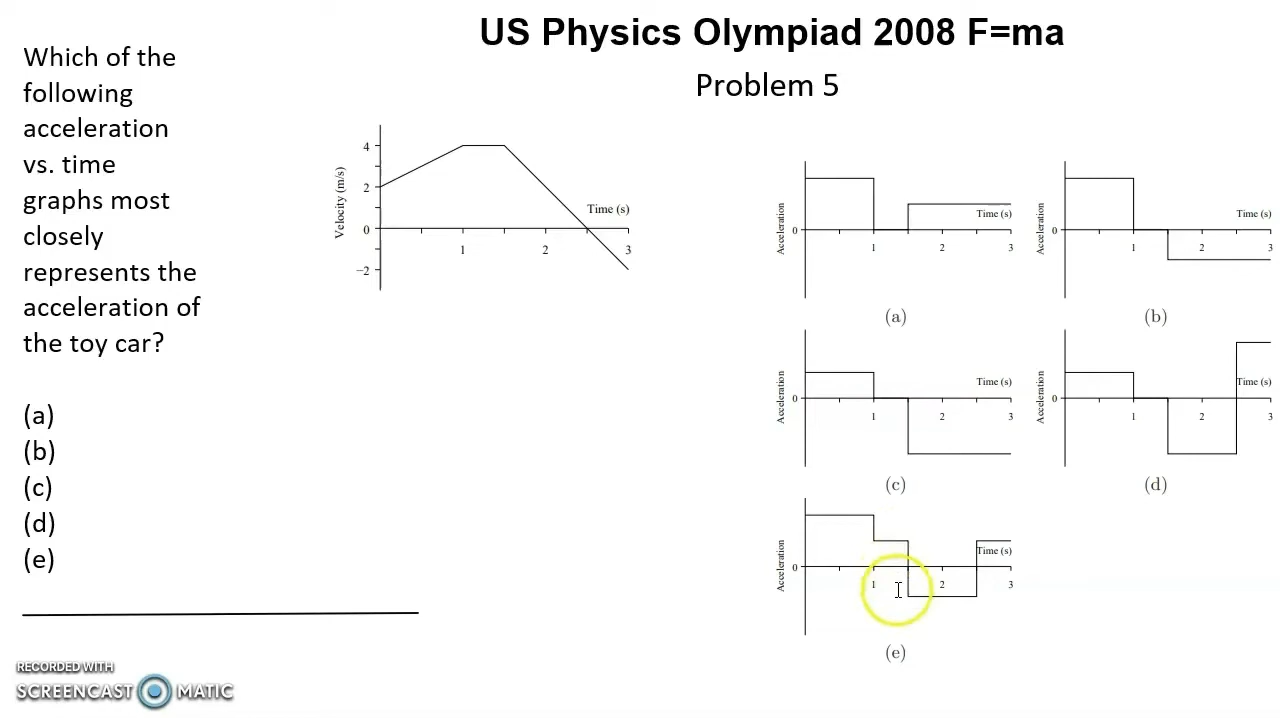 US Physics Olympiad 2008 F=ma
Problem 5
Which of the
following
acceleration
vs. time
graphs most
closely
represents the
acceleration of
the toy car?
(a)
(b)
(c)
(d)
(e)
4
2
0
−2
Velocity (m/s)
Time (s)
1
2
3
Acceleration
0
Time (s)
1
2
3
(a)
Acceleration
0
Time (s)
1
2
3
(b)
Acceleration
0
Time (s)
1
2
3
(c)
Acceleration
0
Time (s)
1
2
3
(d)
Acceleration
0
Time (s)
1
2
3
(e)
RECORDED WITH
SCREENCAST MATIC